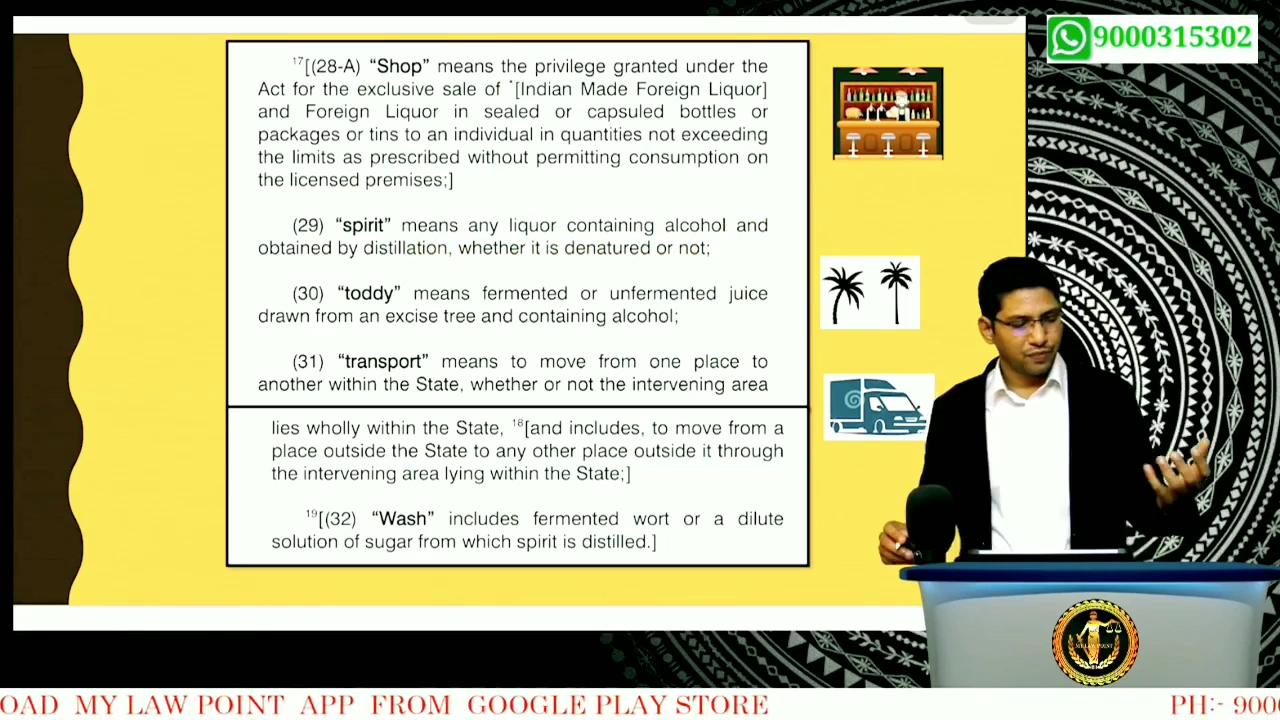 9000315302
¹⁷[(28-A) “Shop” means the privilege granted under the
Act for the exclusive sale of *[Indian Made Foreign Liquor]
and Foreign Liquor in sealed or capsuled bottles or
packages or tins to an individual in quantities not exceeding
the limits as prescribed without permitting consumption on
the licensed premises;]
(29) “spirit” means any liquor containing alcohol and
obtained by distillation, whether it is denatured or not;
(30) “toddy” means fermented or unfermented juice
drawn from an excise tree and containing alcohol;
(31) “transport” means to move from one place to
another within the State, whether or not the intervening area
lies wholly within the State, ¹⁸[and includes, to move from a
place outside the State to any other place outside it through
the intervening area lying within the State;]
¹⁹[(32) “Wash” includes fermented wort or a dilute
solution of sugar from which spirit is distilled.]
MY LAW POINT
OAD MY LAW POINT APP FROM GOOGLE PLAY STORE PH:- 900